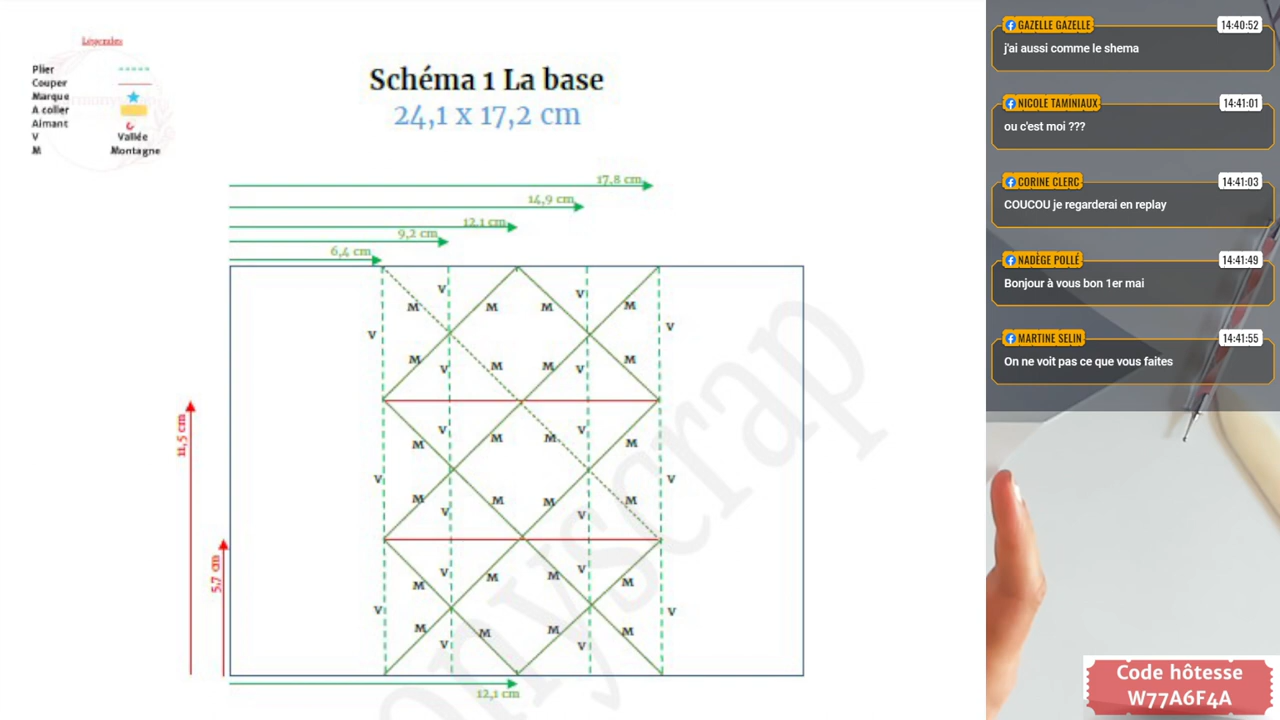 Légendes
Plier
Couper
Marque
A coller
Aimant
V Vallée
M Montagne
Schéma 1 La base
24,1 x 17,2 cm
17,8 cm
14,9 cm
12,1 cm
9,2 cm
6,4 cm
V V
M M M M
V V
M M M M
V V
11,5 cm
V V
M M M M
V V
M M M M
V V
5,7 cm
V V
M M M M
V V
M M M M
V V
12,1 cm
GAZELLE GAZELLE 14:40:52
j'ai aussi comme le shema
NICOLE TAMINIAUX 14:41:01
ou c'est moi ???
CORINE CLERC 14:41:03
COUCOU je regarderai en replay
NADÈGE POLLÉ 14:41:49
Bonjour à vous bon 1er mai
MARTINE SELIN 14:41:55
On ne voit pas ce que vous faites
Code hôtesse
W77A6F4A